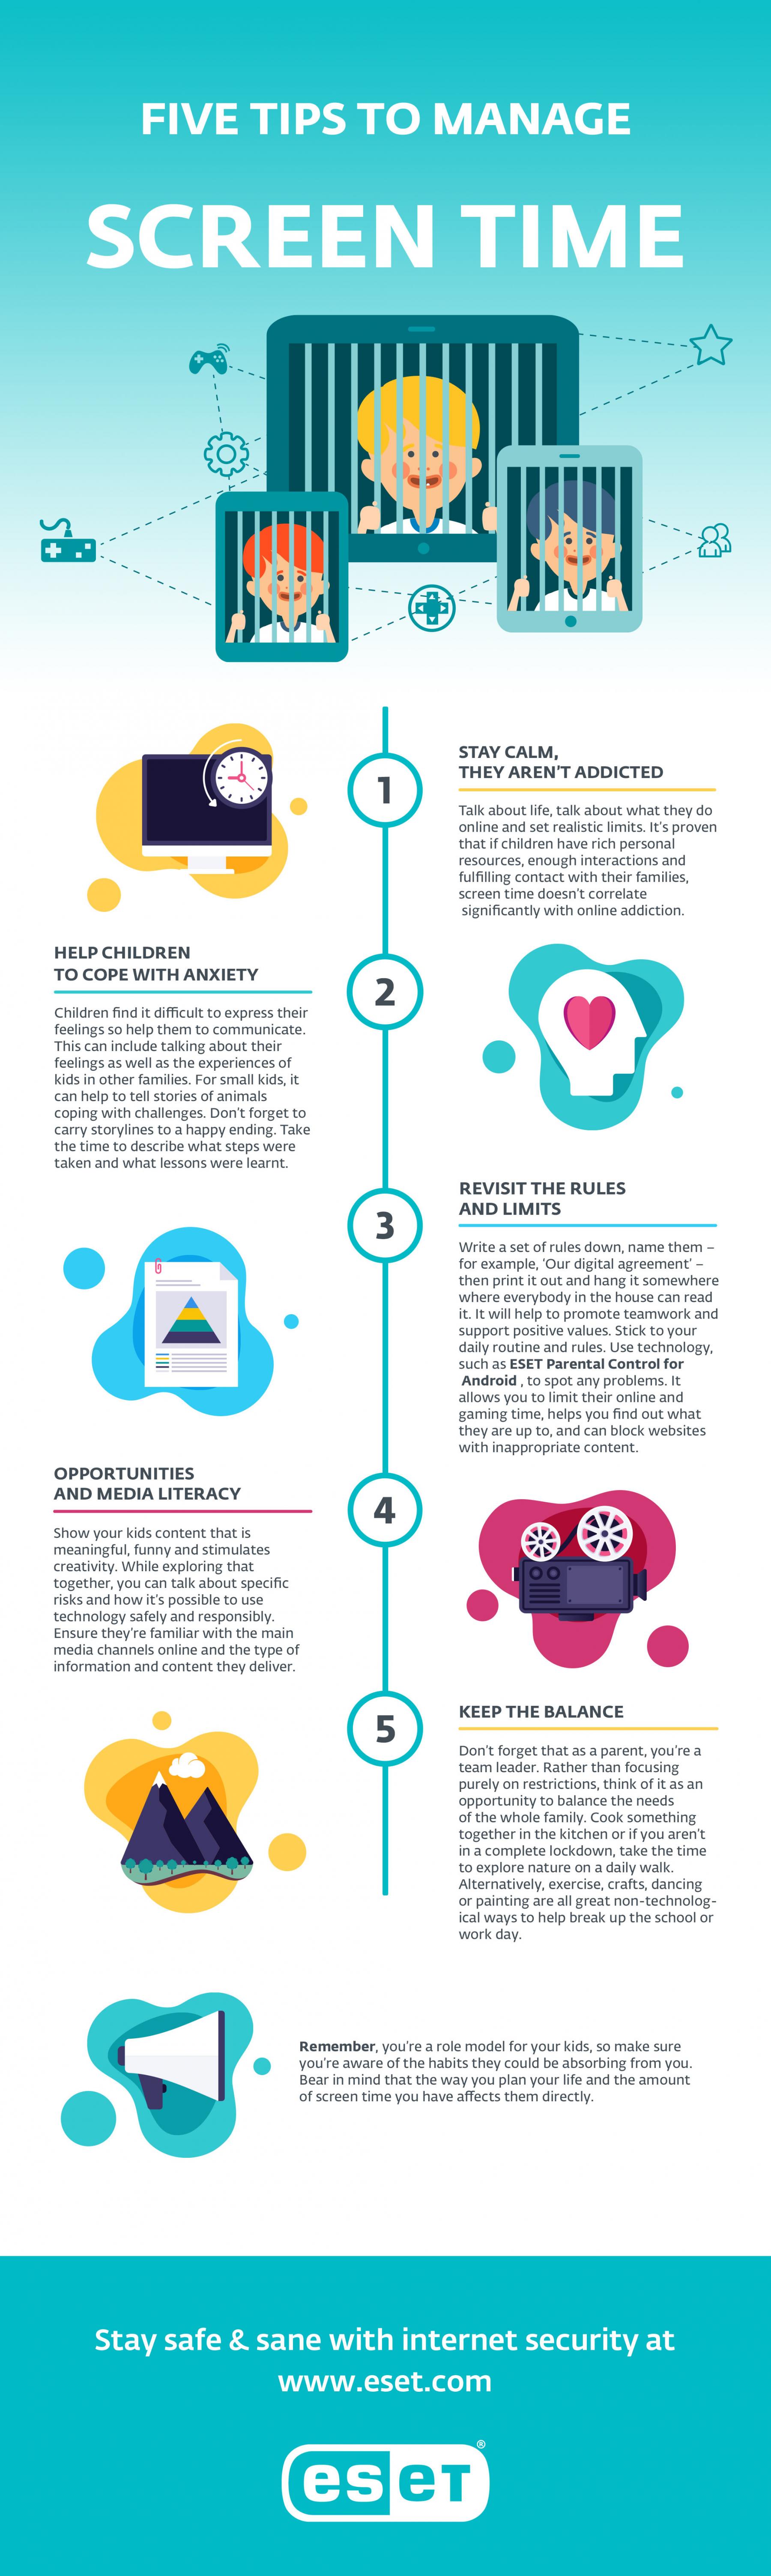 FIVE TIPS TO MANAGE
SCREEN TIME
1
STAY CALM,
THEY AREN'T ADDICTED
Talk about life, talk about what they do
online and set realistic limits. It's proven
that if children have rich personal
resources, enough interactions and
fulfilling contact with their families,
screen time doesn't correlate
significantly with online addiction.
HELP CHILDREN
TO COPE WITH ANXIETY
2
Children find it difficult to express their
feelings so help them to communicate.
This can include talking about their
feelings as well as the experiences of
kids in other families. For small kids, it
can help to tell stories of animals
coping with challenges. Don't forget to
carry storylines to a happy ending. Take
the time to describe what steps were
taken and what lessons were learnt.
3
REVISIT THE RULES
AND LIMITS
Write a set of rules down, name them –
for example, 'Our digital agreement' –
then print it out and hang it somewhere
where everybody in the house can read
it. It will help to promote teamwork and
support positive values. Stick to your
daily routine and rules. Use technology,
such as ESET Parental Control for
Android , to spot any problems. It
allows you to limit their online and
gaming time, helps you find out what
they are up to, and can block websites
with inappropriate content.
OPPORTUNITIES
AND MEDIA LITERACY
4
Show your kids content that is
meaningful, funny and stimulates
creativity. While exploring that
together, you can talk about specific
risks and how it's possible to use
technology safely and responsibly.
Ensure they're familiar with the main
media channels online and the type of
information and content they deliver.
5
KEEP THE BALANCE
Don't forget that as a parent, you're a
team leader. Rather than focusing
purely on restrictions, think of it as an
opportunity to balance the needs
of the whole family. Cook something
together in the kitchen or if you aren't
in a complete lockdown, take the time
to explore nature on a daily walk.
Alternatively, exercise, crafts, dancing
or painting are all great non-technolog-
ical ways to help break up the school or
work day.
Remember, you're a role model for your kids, so make sure
you're aware of the habits they could be absorbing from you.
Bear in mind that the way you plan your life and the amount
of screen time you have affects them directly.
Stay safe & sane with internet security at
www.eset.com
eseT®